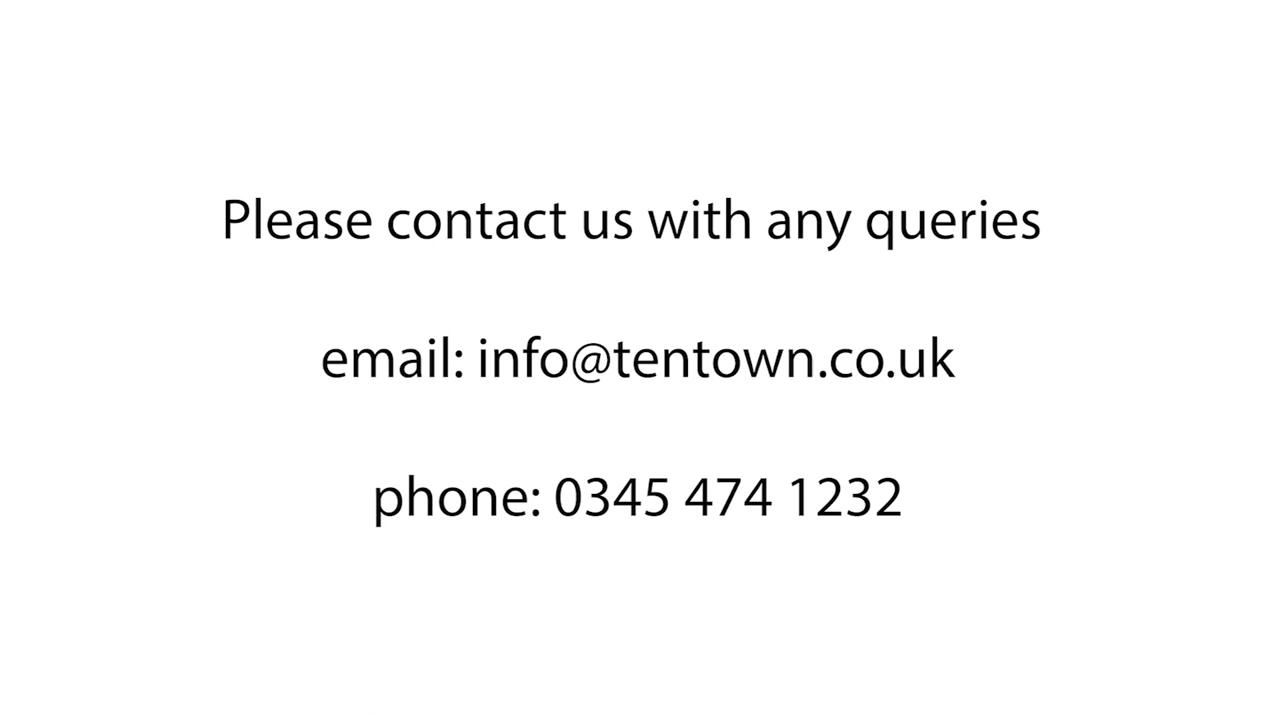 Please contact us with any queries
email: info@tentown.co.uk
phone: 0345 474 1232